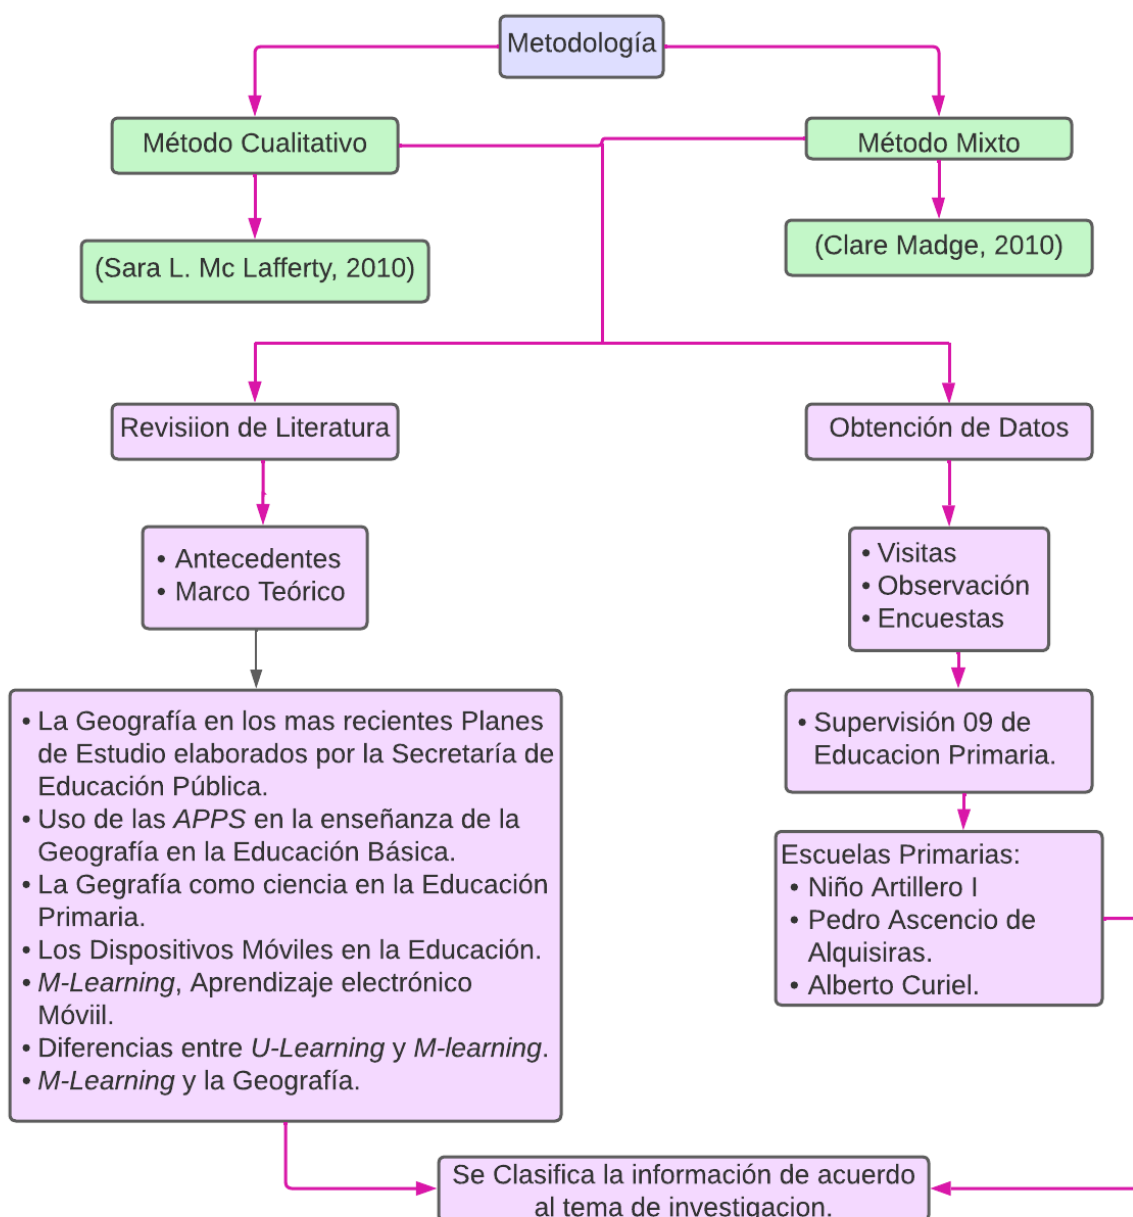 Metodología
Método Cualitativo
Método Mixto
(Sara L. Mc Lafferty, 2010)
(Clare Madge, 2010)
Revisiion de Literatura
Obtención de Datos
• Antecedentes
• Marco Teórico
• Visitas
• Observación
• Encuestas
• La Geografía en los mas recientes Planes
de Estudio elaborados por la Secretaría de
Educación Pública.
• Uso de las APPS en la enseñanza de la
Geografía en la Educación Básica.
• La Gegrafía como ciencia en la Educación
Primaria.
• Los Dispositivos Móviles en la Educación.
• M-Learning, Aprendizaje electrónico
Móviil.
• Diferencias entre U-Learning y M-learning.
• M-Learning y la Geografía.
• Supervisión 09 de
Educacion Primaria.
Escuelas Primarias:
• Niño Artillero I
• Pedro Ascencio de
Alquisiras.
• Alberto Curiel.
Se Clasifica la información de acuerdo
al tema de investigacion.